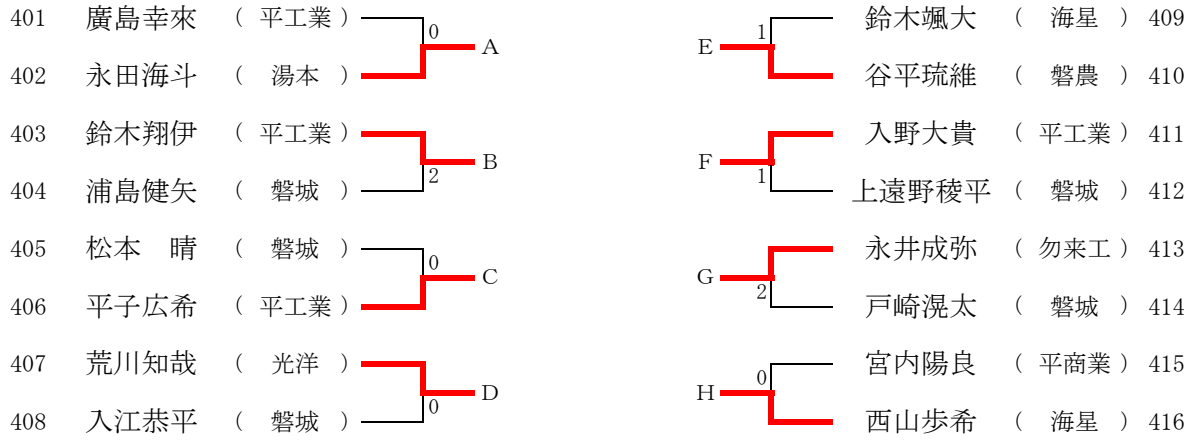 401 廣島幸來 ( 平工業 )
0
A
402 永田海斗 ( 湯本 )
403 鈴木翔伊 ( 平工業 )
B
2
404 浦島健矢 ( 磐城 )
405 松本 晴 ( 磐城 )
0
C
406 平子広希 ( 平工業 )
407 荒川知哉 ( 光洋 )
D
0
408 入江恭平 ( 磐城 )
鈴木颯大 ( 海星 ) 409
1
E
谷平琉維 ( 磐農 ) 410
入野大貴 ( 平工業 ) 411
F
1
上遠野稜平 ( 磐城 ) 412
永井成弥 ( 勿来工 ) 413
G
2
戸崎滉太 ( 磐城 ) 414
宮内陽良 ( 平商業 ) 415
0
H
西山歩希 ( 海星 ) 416